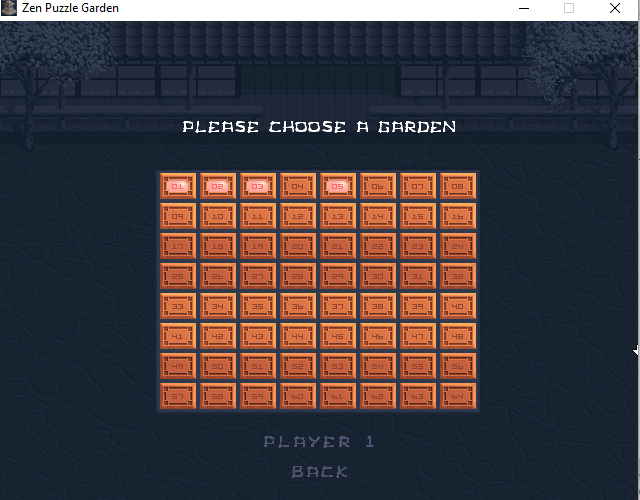 Zen Puzzle Garden
PLEASE CHOOSE A GARDEN
01 02 03 04 05 06 07 08
09 10 11 12 13 14 15 16
17 18 19 20 21 22 23 24
25 26 27 28 29 30 31 32
33 34 35 36 37 38 39 40
41 42 43 44 45 46 47 48
49 50 51 52 53 54 55 56
57 58 59 60 61 62 63 64
PLAYER 1
BACK